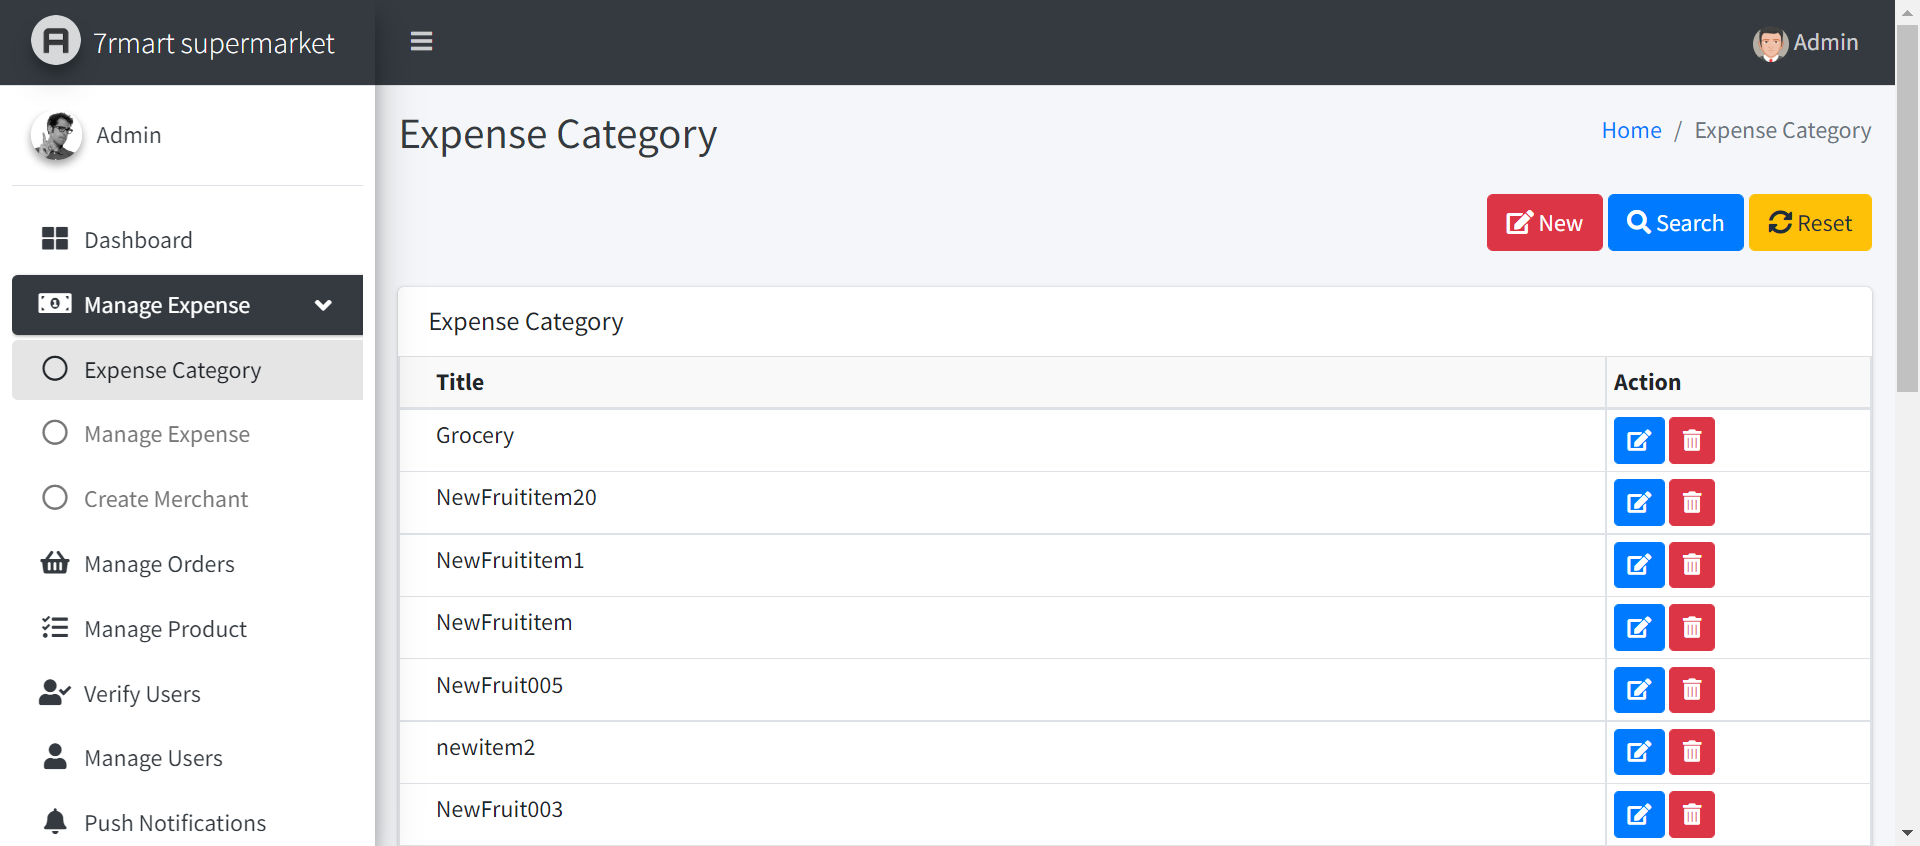 7rmart supermarket
Admin
Admin
Expense Category
Home / Expense Category
New Search Reset
Dashboard
Manage Expense
Expense Category
Manage Expense
Create Merchant
Manage Orders
Manage Product
Verify Users
Manage Users
Push Notifications
Expense Category
Title Action
Grocery
NewFruititem20
NewFruititem1
NewFruititem
NewFruit005
newitem2
NewFruit003